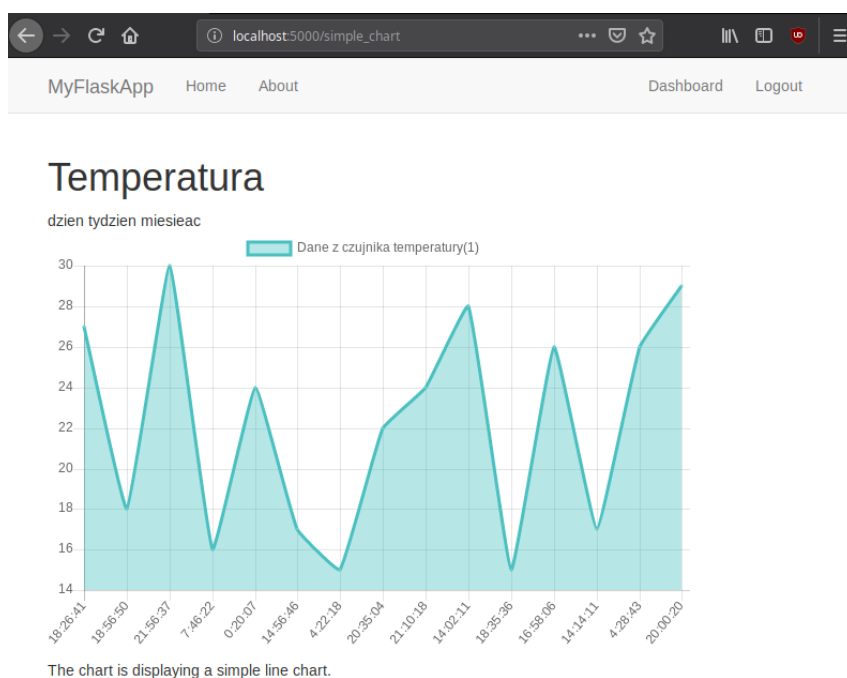 localhost:5000/simple_chart
MyFlaskApp Home About Dashboard Logout
Temperatura
dzien tydzien miesieac
Dane z czujnika temperatury(1)
30
28
26
24
22
20
18
16
14
18:26:41 18:56:50 21:56:37 7:46:22 0:20:07 14:56:46 4:22:18 20:35:04 21:10:18 14:02:11 18:35:36 16:58:06 14:14:11 4:28:43 20:00:20
The chart is displaying a simple line chart.